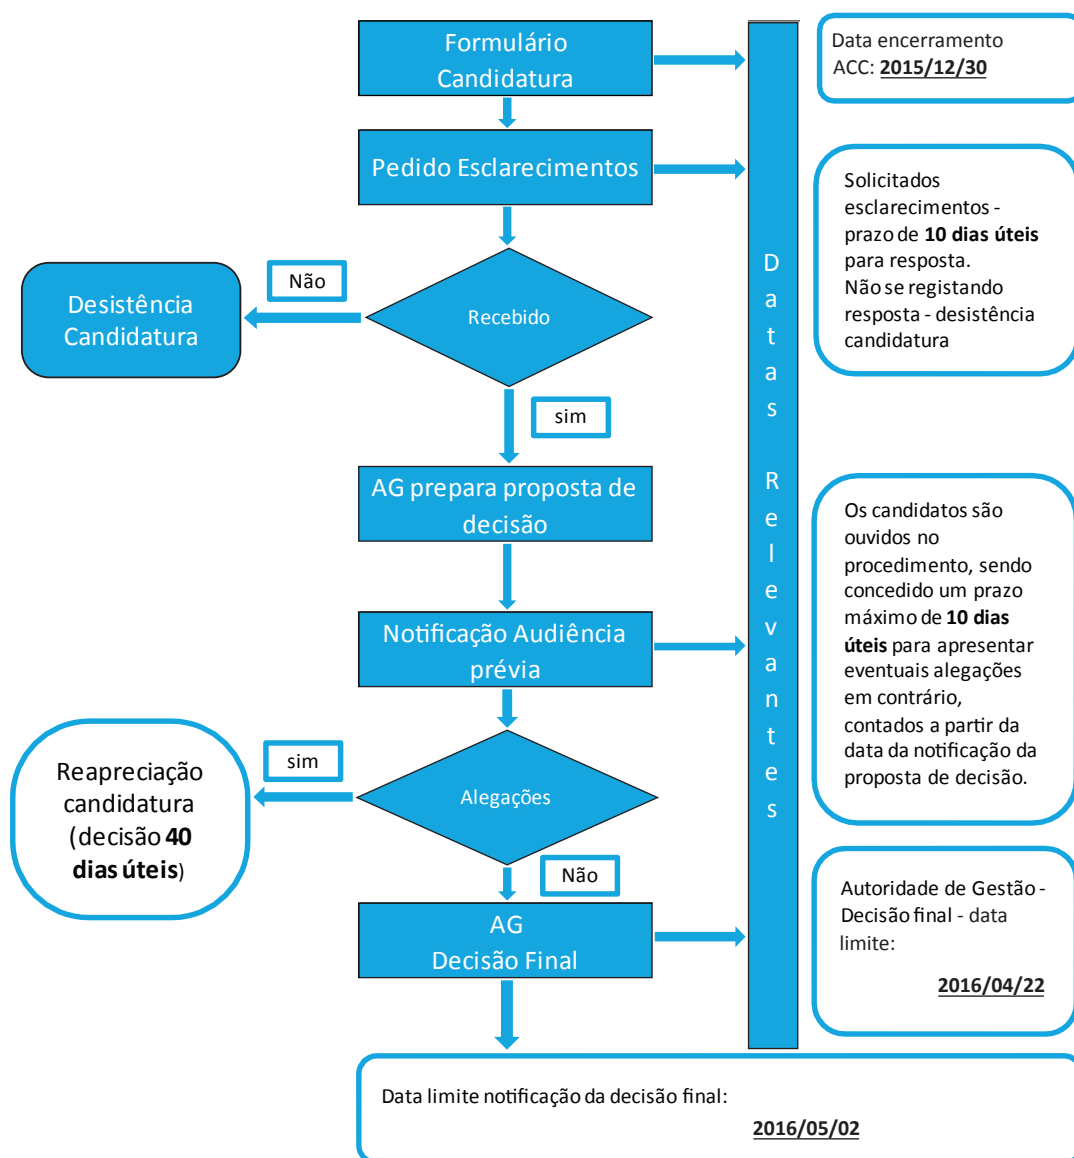 Formulário
Candidatura
Data encerramento
ACC: 2015/12/30
Pedido Esclarecimentos
Solicitados
esclarecimentos -
prazo de 10 dias úteis
para resposta.
Não se registando
resposta - desistência
candidatura
Não
Desistência
Candidatura
Recebido
sim
AG prepara proposta de
decisão
Datas Relevantes
Os candidatos são
ouvidos no
procedimento, sendo
concedido um prazo
máximo de 10 dias
úteis para apresentar
eventuais alegações
em contrário,
contados a partir da
data da notificação da
proposta de decisão.
Notificação Audiência
prévia
sim
Reapreciação
candidatura
(decisão 40
dias úteis)
Alegações
Não
AG
Decisão Final
Autoridade de Gestão -
Decisão final - data
limite:
2016/04/22
Data limite notificação da decisão final:
2016/05/02